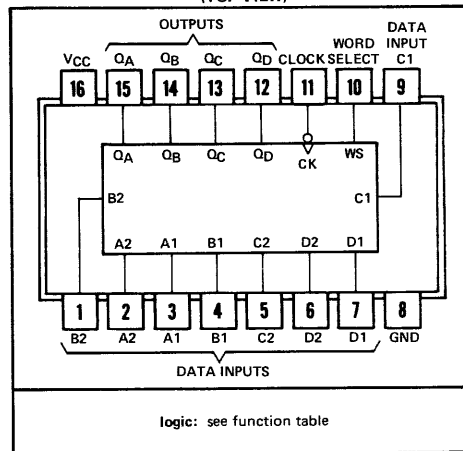 (TOP VIEW)
OUTPUTS
DATA
INPUT
C1
WORD
SELECT
VCC QA QB QC QD CLOCK
16 15 14 13 12 11 10 9
QA QB QC QD CK WS
B2 C1
A2 A1 B1 C2 D2 D1
1 2 3 4 5 6 7 8
B2 A2 A1 B1 C2 D2 D1 GND
DATA INPUTS
logic: see function table